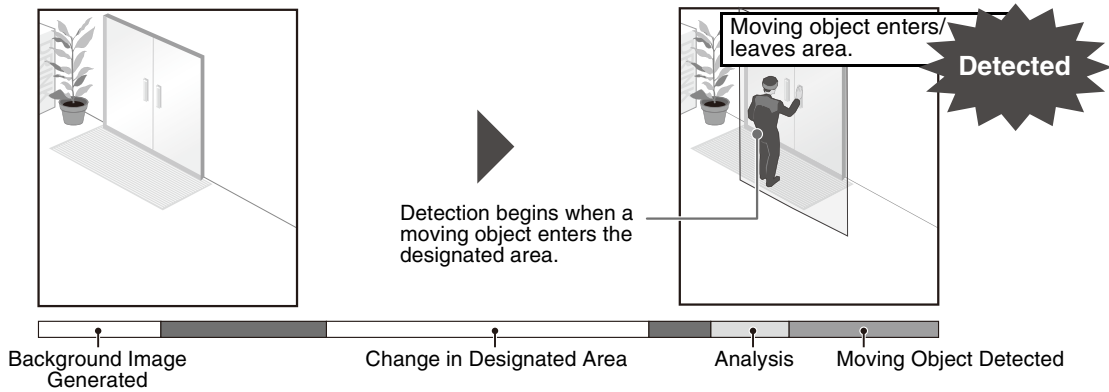 Moving object enters/
leaves area.
Detected
Detection begins when a
moving object enters the
designated area.
Background Image
Generated
Change in Designated Area
Analysis
Moving Object Detected